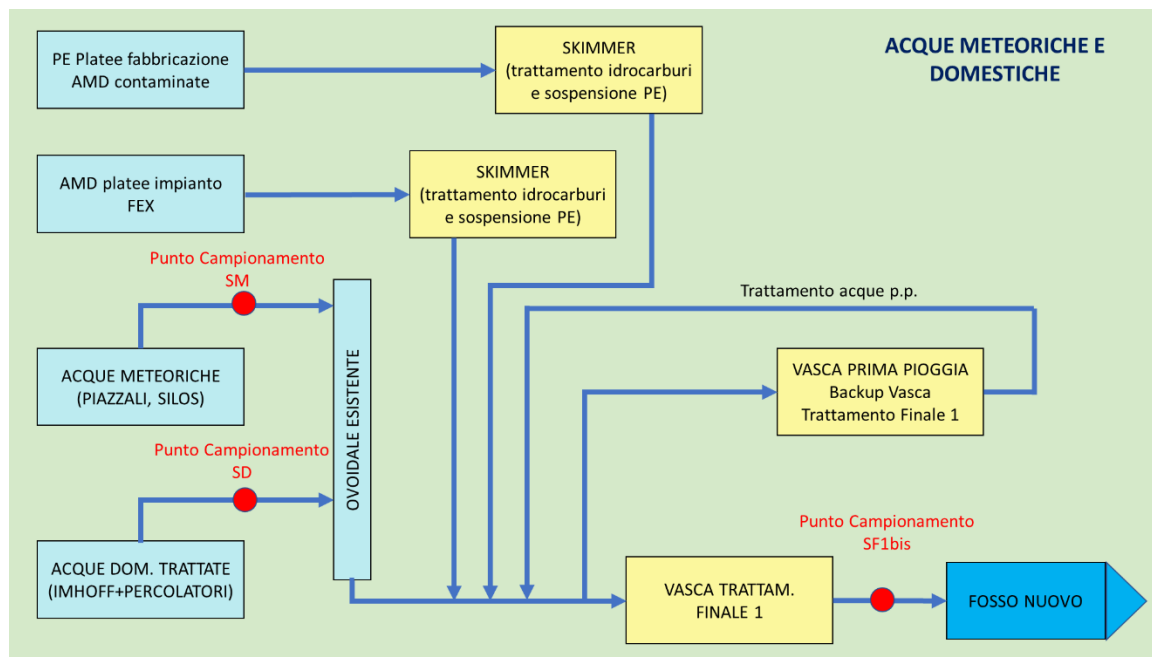 PE Platee fabbricazione
AMD contaminate
SKIMMER
(trattamento idrocarburi
e sospensione PE)
ACQUE METEORICHE E
DOMESTICHE
AMD platee impianto
FEX
SKIMMER
(trattamento idrocarburi
e sospensione PE)
Punto Campionamento
SM
ACQUE METEORICHE
(PIAZZALI, SILOS)
OVOIDALE ESISTENTE
Trattamento acque p.p.
VASCA PRIMA PIOGGIA
Backup Vasca
Trattamento Finale 1
Punto Campionamento
SD
ACQUE DOM. TRATTATE
(IMHOFF+PERCOLATORI)
VASCA TRATTAM.
FINALE 1
Punto Campionamento
SF1bis
FOSSO NUOVO